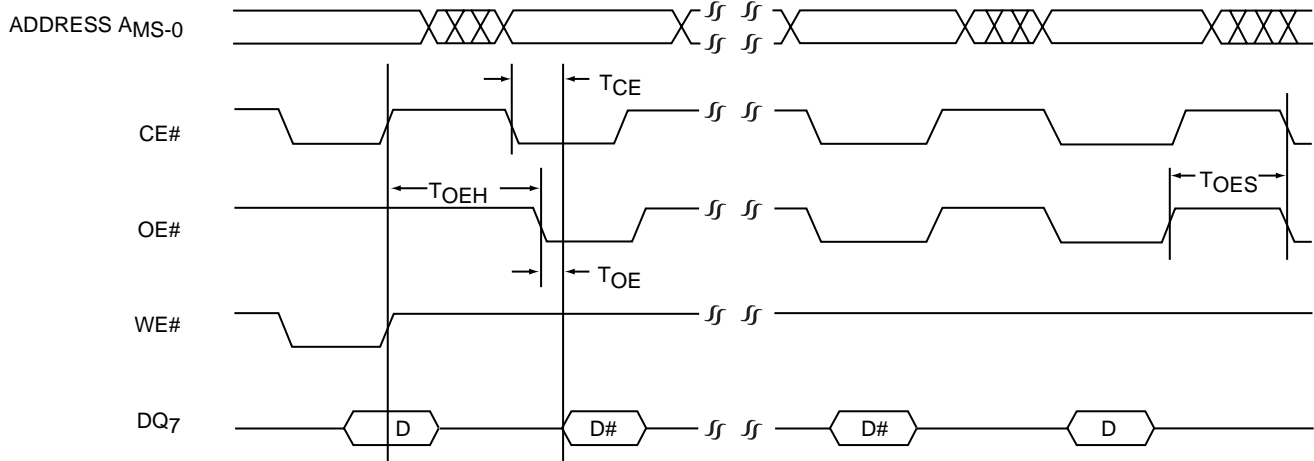 ADDRESS AMS-0
TCE
CE#
TOEH
TOES
OE#
TOE
WE#
DQ7
D
D#
D#
D